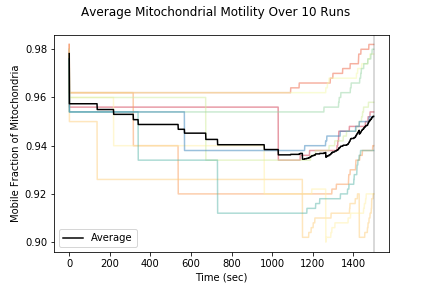 Average Mitochondrial Motility Over 10 Runs
Mobile Fraction of Mitochondria
0.98
0.96
0.94
0.92
0.90
Average
0 200 400 600 800 1000 1200 1400
Time (sec)